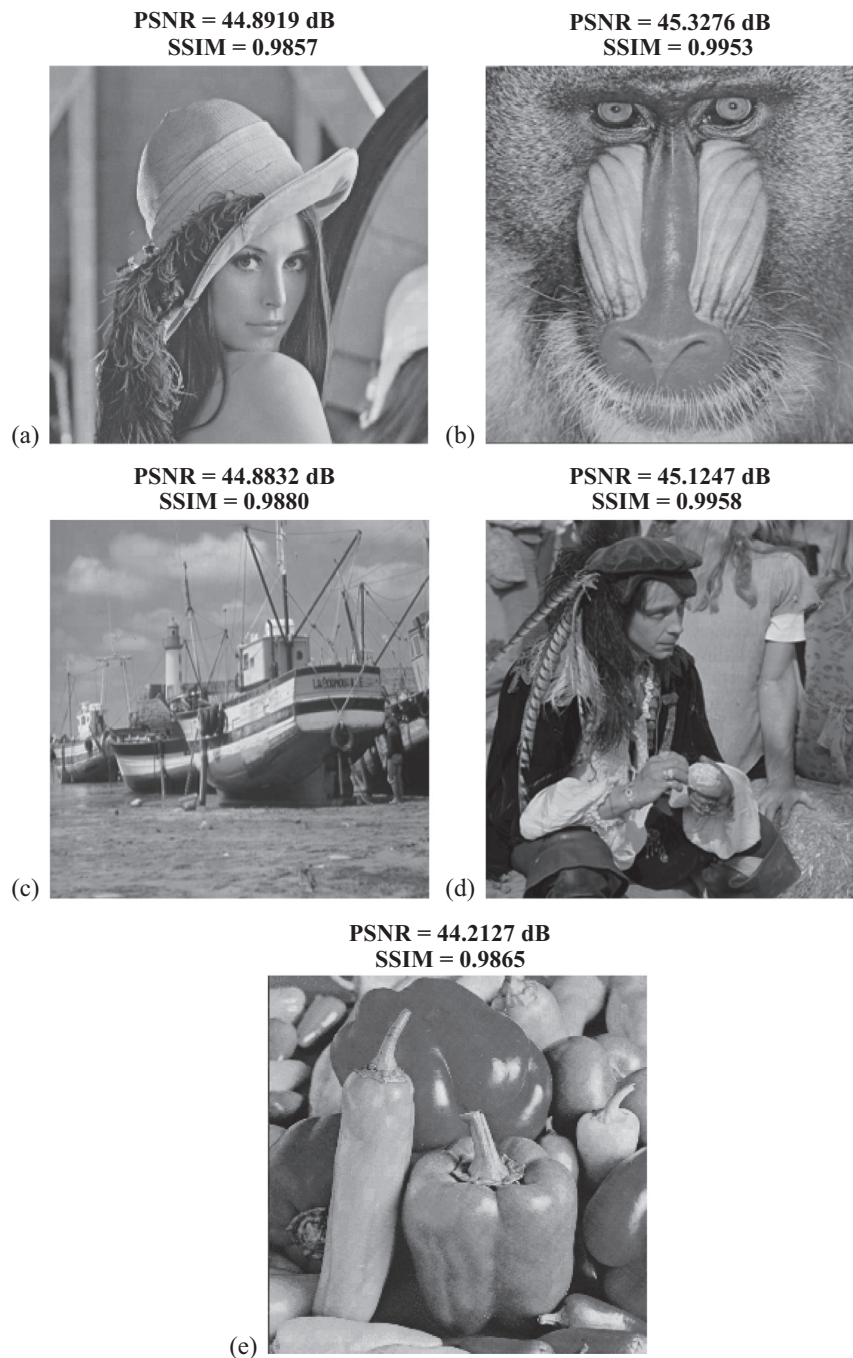 PSNR = 44.8919 dB
SSIM = 0.9857
(a)
PSNR = 45.3276 dB
SSIM = 0.9953
(b)
PSNR = 44.8832 dB
SSIM = 0.9880
(c)
PSNR = 45.1247 dB
SSIM = 0.9958
(d)
PSNR = 44.2127 dB
SSIM = 0.9865
(e)